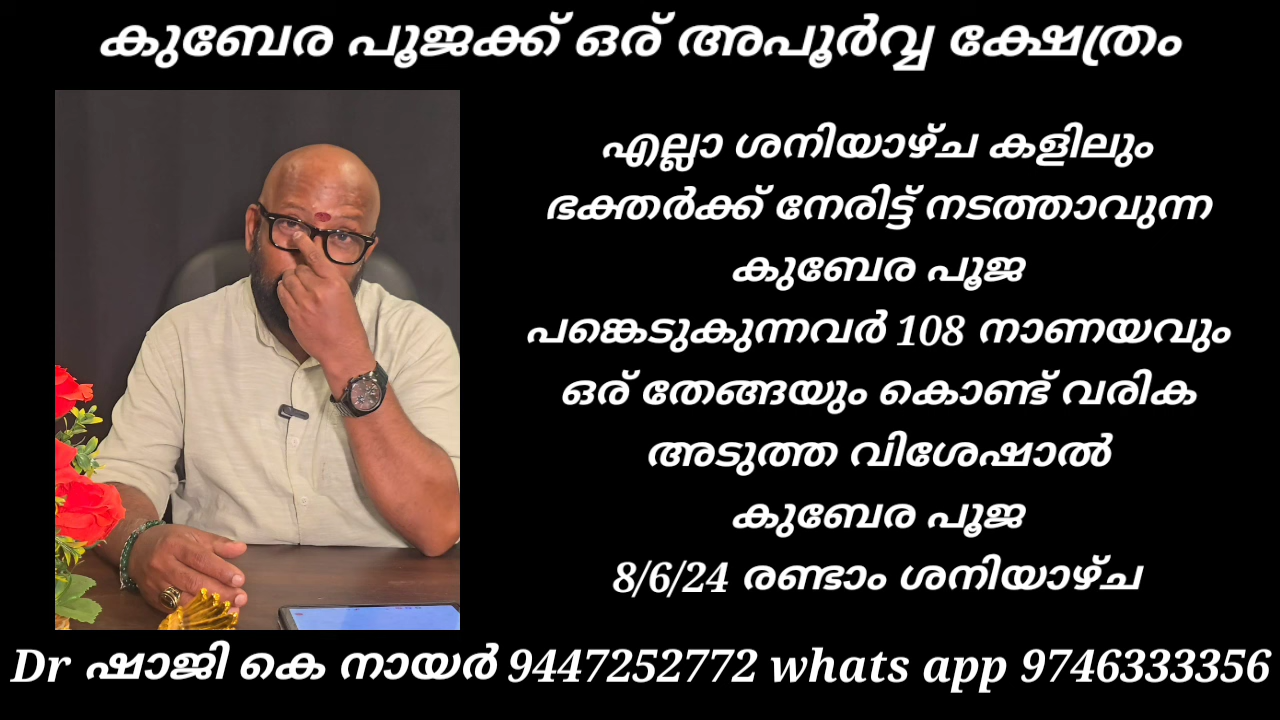 കുബേര പൂജക്ക് ഒര് അപൂർവ്വ ക്ഷേത്രം
എല്ലാ ശനിയാഴ്ച കളിലും
ഭക്തർക്ക് നേരിട്ട് നടത്താവുന്ന
കുബേര പൂജ
പങ്കെടുകുന്നവർ 108 നാണയവും
ഒര് തേങ്ങയും കൊണ്ട് വരിക
അടുത്ത വിശേഷാൽ
കുബേര പൂജ
8/6/24 രണ്ടാം ശനിയാഴ്ച
Dr ഷാജി കെ നായർ 9447252772 whats app 9746333356